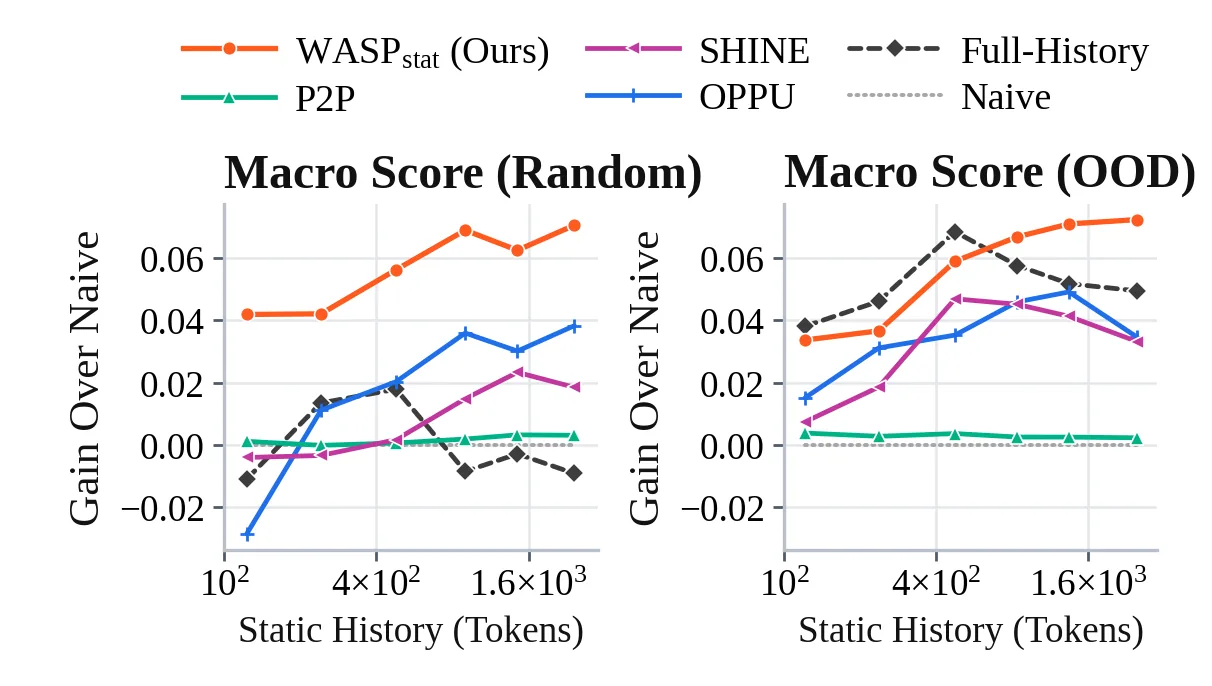 WASPstat (Ours) SHINE Full-History
P2P OPPU Naive
Macro Score (Random) Macro Score (OOD)
Gain Over Naive
0.06
0.04
0.02
0.00
−0.02
10² 4×10² 1.6×10³
Static History (Tokens)
Gain Over Naive
0.06
0.04
0.02
0.00
−0.02
10² 4×10² 1.6×10³
Static History (Tokens)